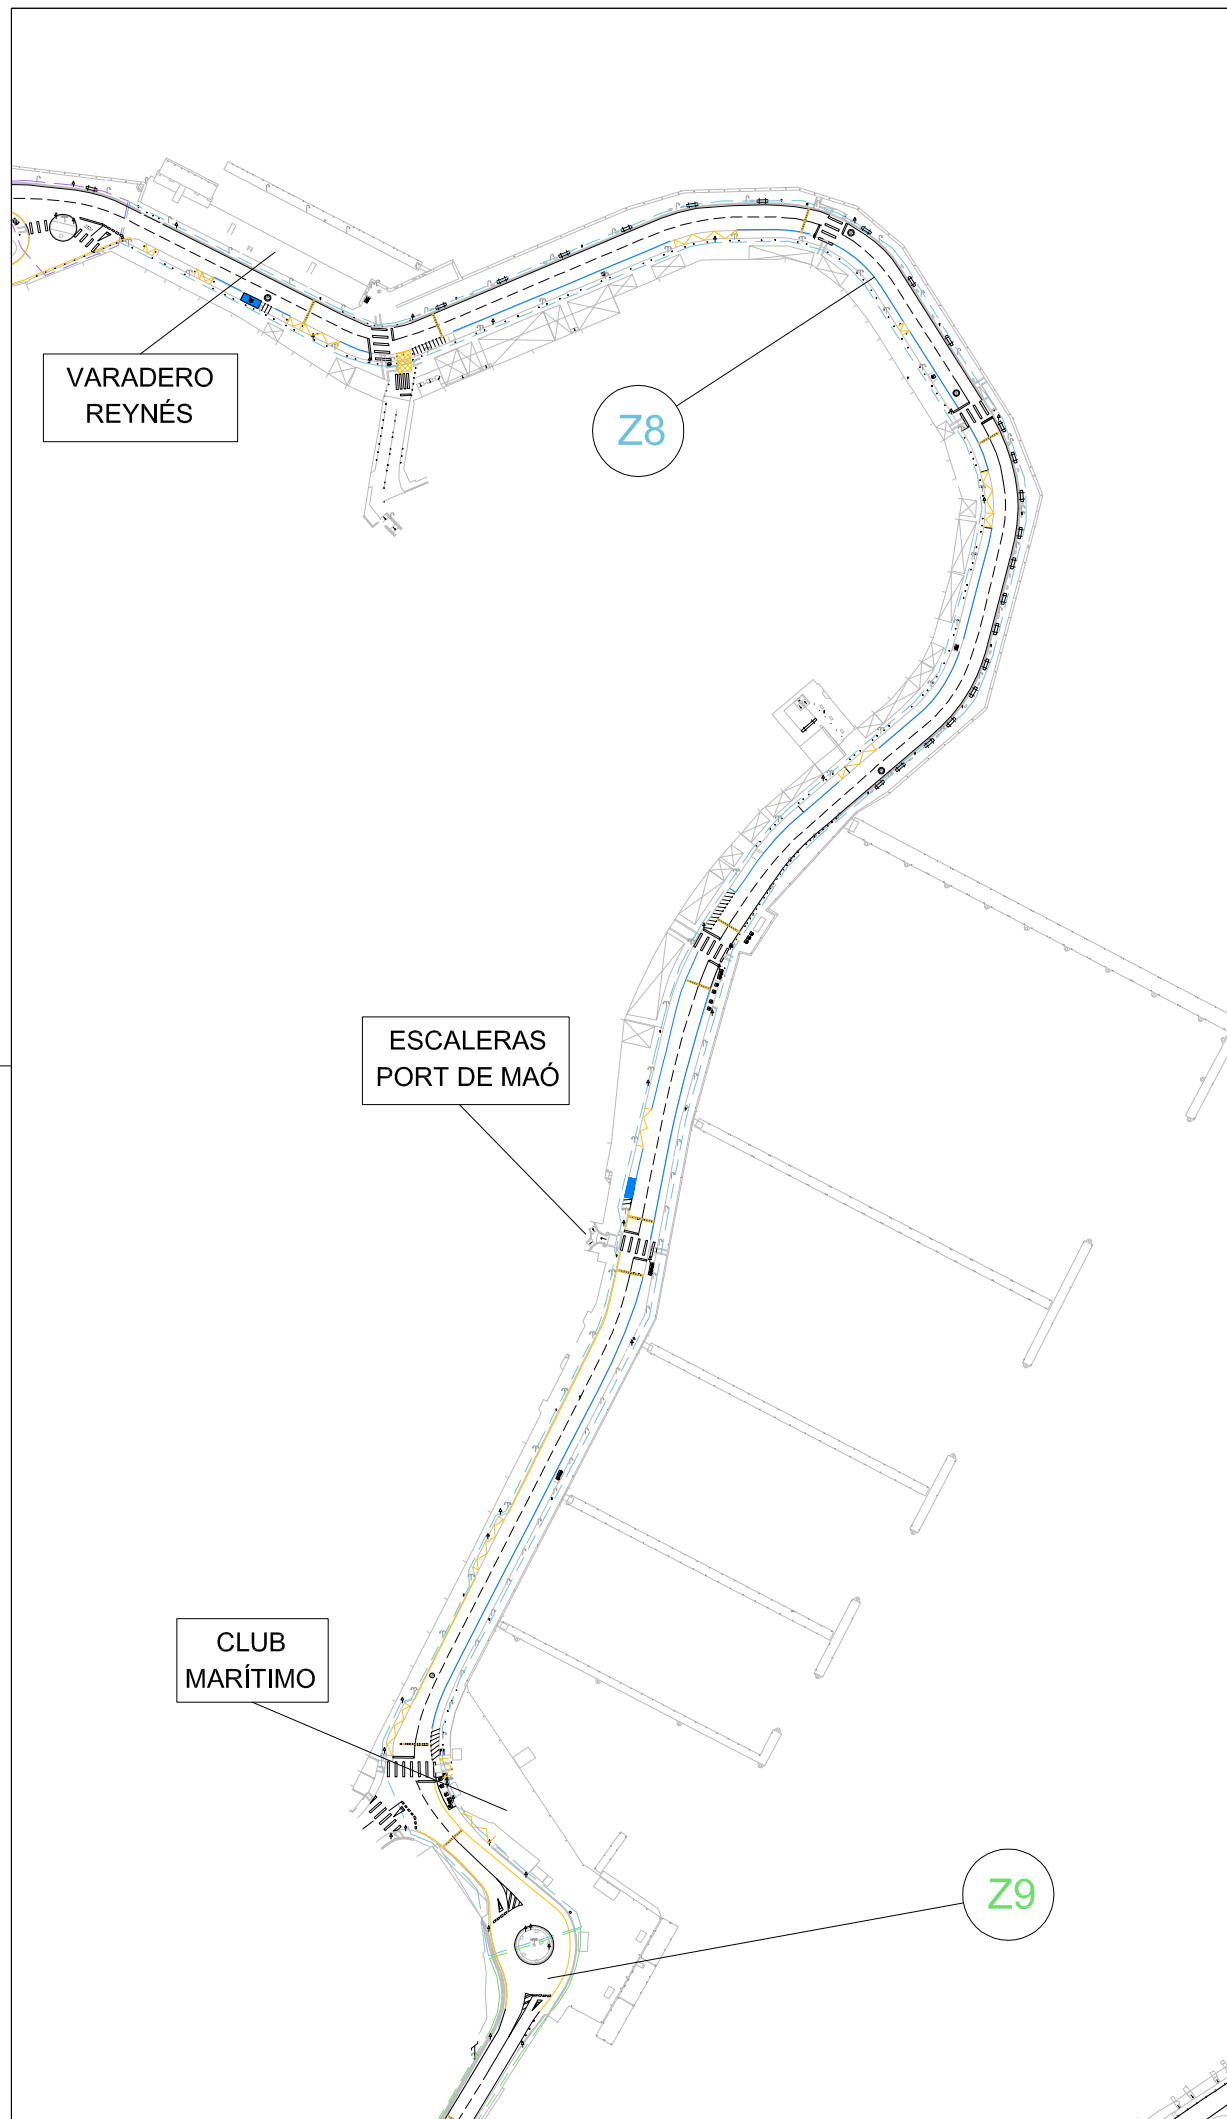 VARADERO
REYNÉS
Z8
ESCALERAS
PORT DE MAÓ
CLUB
MARÍTIMO
Z9